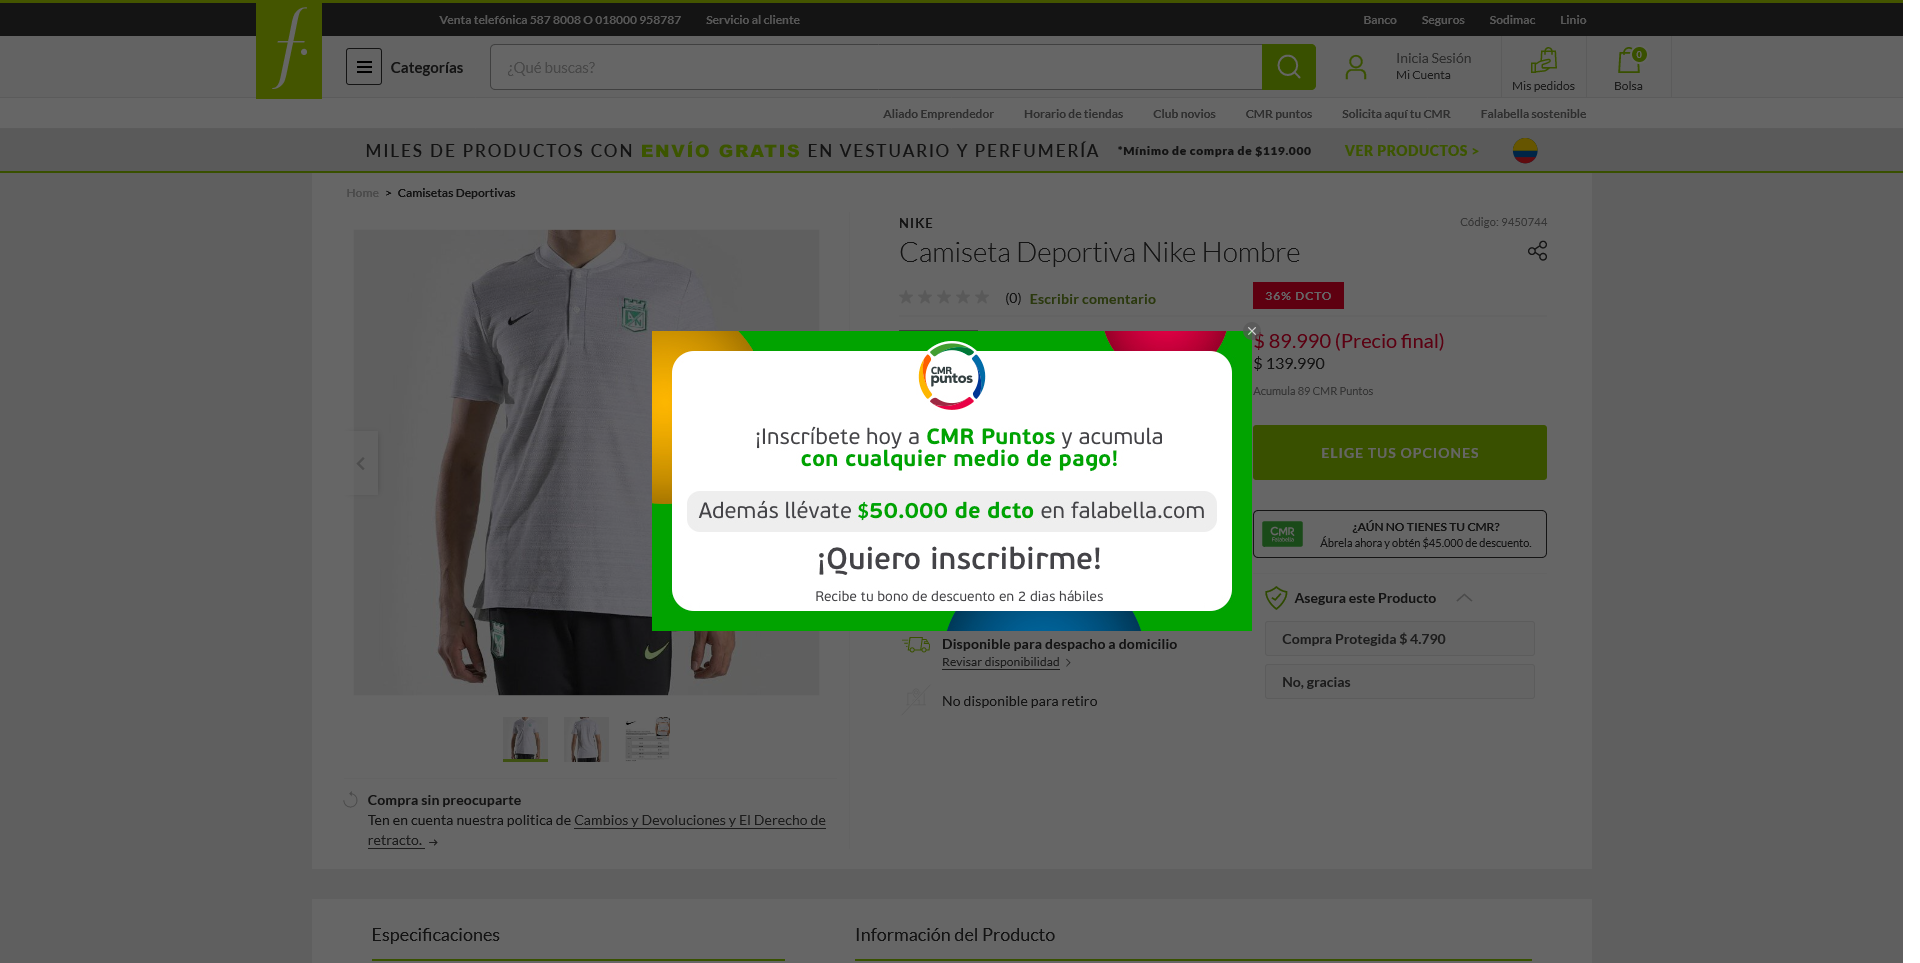 Venta telefónica 587 8008 O 018000 958787
Servicio al cliente
Banco
Seguros
Sodimac
Linio
f.
Categorías
¿Qué buscas?
Inicia Sesión
Mi Cuenta
Mis pedidos
0
Bolsa
Aliado Emprendedor
Horario de tiendas
Club novios
CMR puntos
Solicita aquí tu CMR
Falabella sostenible
MILES DE PRODUCTOS CON ENVÍO GRATIS EN VESTUARIO Y PERFUMERÍA
*Mínimo de compra de $119.000
VER PRODUCTOS >
Home > Camisetas Deportivas
NIKE
Código: 9450744
Camiseta Deportiva Nike Hombre
(0) Escribir comentario
36% DCTO
$ 89.990 (Precio final)
$ 139.990
Acumula 89 CMR Puntos
ELIGE TUS OPCIONES
CMR
Falabella
¿AÚN NO TIENES TU CMR?
Ábrela ahora y obtén $45.000 de descuento.
Asegura este Producto
Compra Protegida $ 4.790
No, gracias
CMR
puntos
¡Inscríbete hoy a CMR Puntos y acumula
con cualquier medio de pago!
Además llévate $50.000 de dcto en falabella.com
¡Quiero inscribirme!
Recibe tu bono de descuento en 2 dias hábiles
Disponible para despacho a domicilio
Revisar disponibilidad >
No disponible para retiro
Compra sin preocuparte
Ten en cuenta nuestra politica de Cambios y Devoluciones y El Derecho de
retracto. →
Especificaciones
Información del Producto